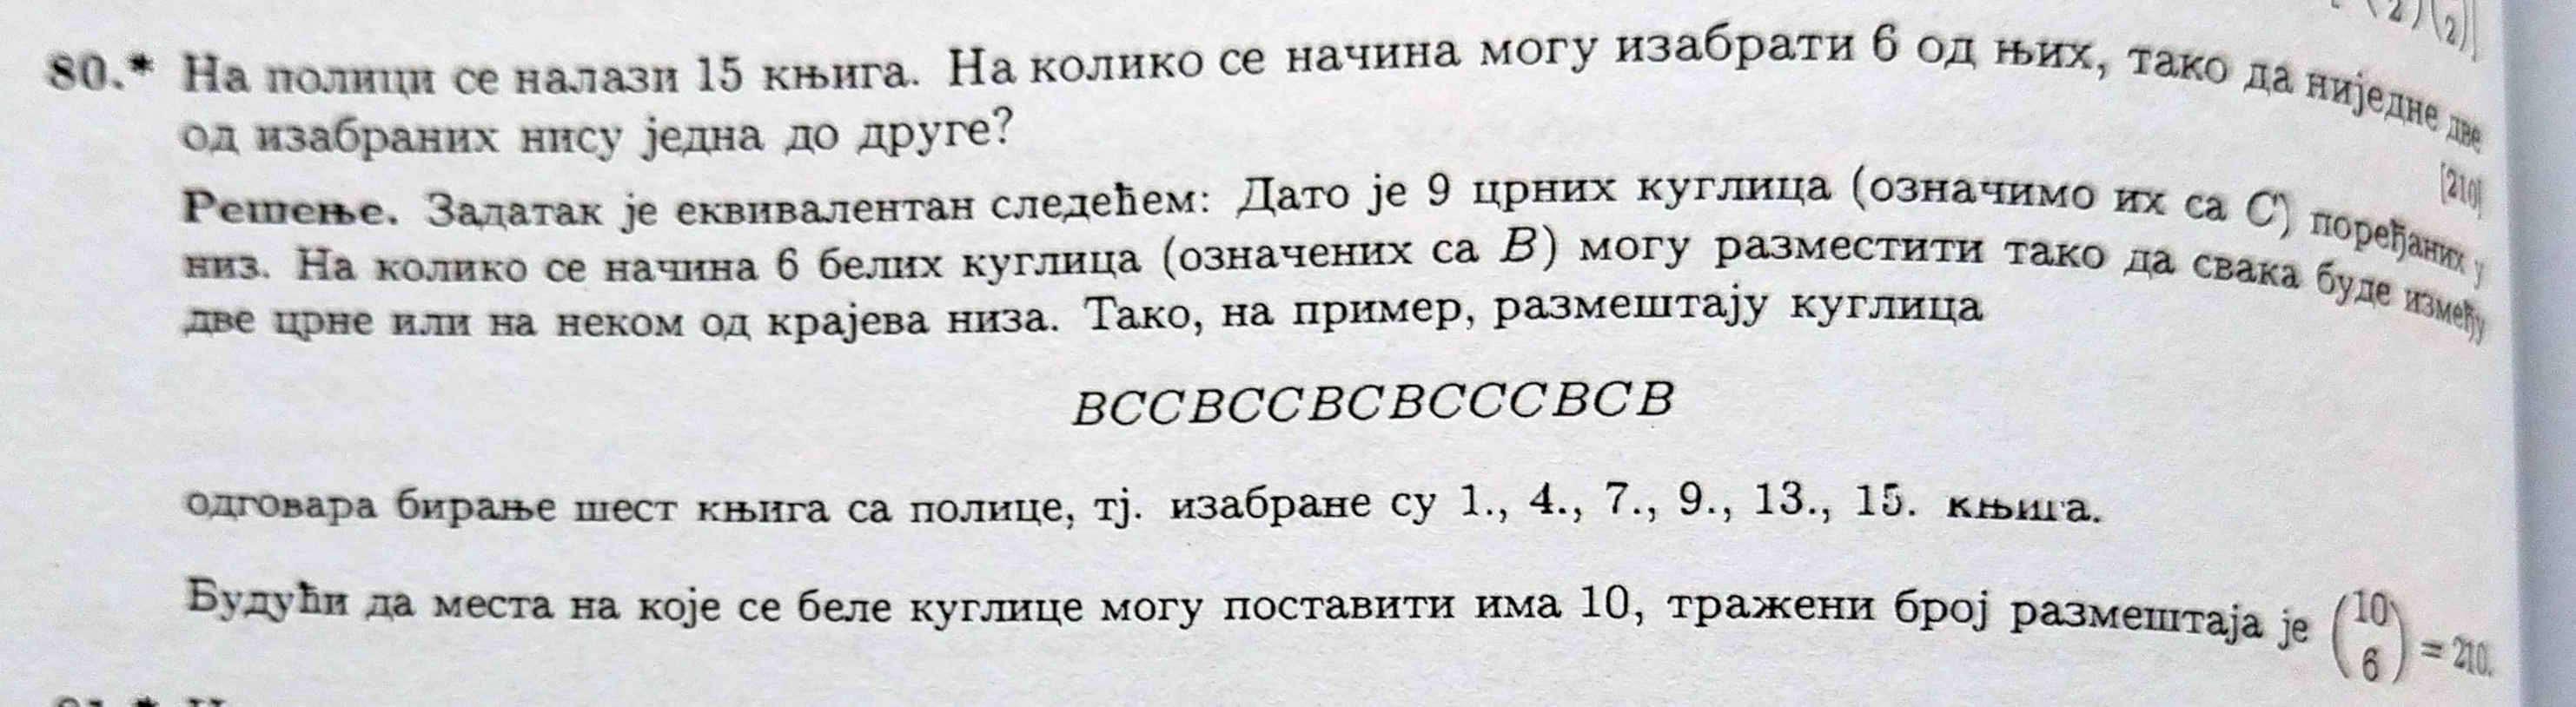 80.* На полици се налази 15 књига. На колико се начина могу изабрати 6 од њих, тако да ниједне две
од изабраних нису једна до друге?
[210]
Решење. Задатак је еквивалентан следећем: Дато је 9 црних куглица (означимо их са C) поређаних у
низ. На колико се начина 6 белих куглица (означених са B) могу разместити тако да свака буде између
две црне или на неком од крајева низа. Тако, на пример, размештају куглица
BCCBCCBCBCCCBCB
одговара бирање шест књига са полице, тј. изабране су 1., 4., 7., 9., 13., 15. књига.
Будући да места на које се беле куглице могу поставити има 10, тражени број размештаја је (10 6) = 210.